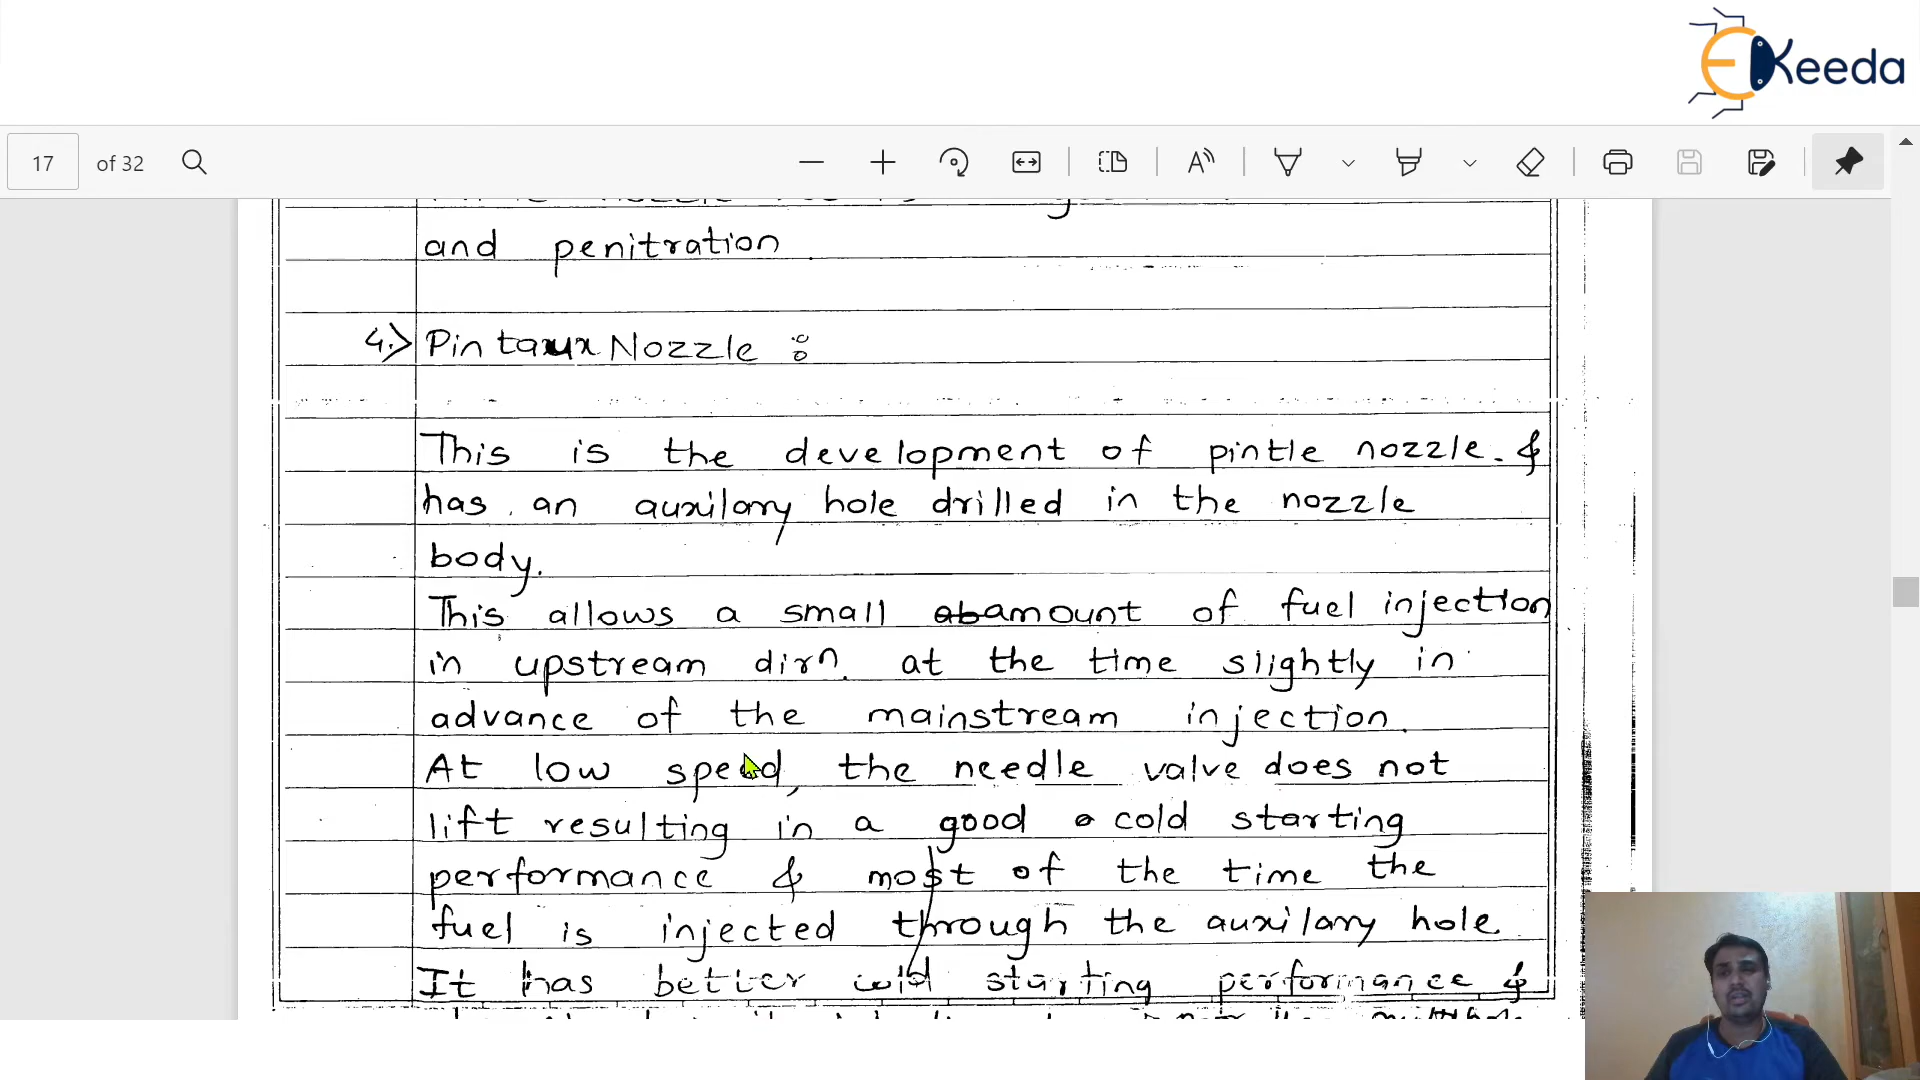 EKeeda
17 of 32
nozzle
and penitration
4.) Pintaux Nozzle :
This is the development of pintle nozzle. &
has an auxilary hole drilled in the nozzle
body.
This allows a small amount of fuel injection
in upstream dirn. at the time slightly in
advance of the mainstream injection.
At low speed, the needle valve does not
lift resulting in a good cold starting
performance & most of the time the
fuel is injected through the auxilary hole.
It has better cold starting performance &